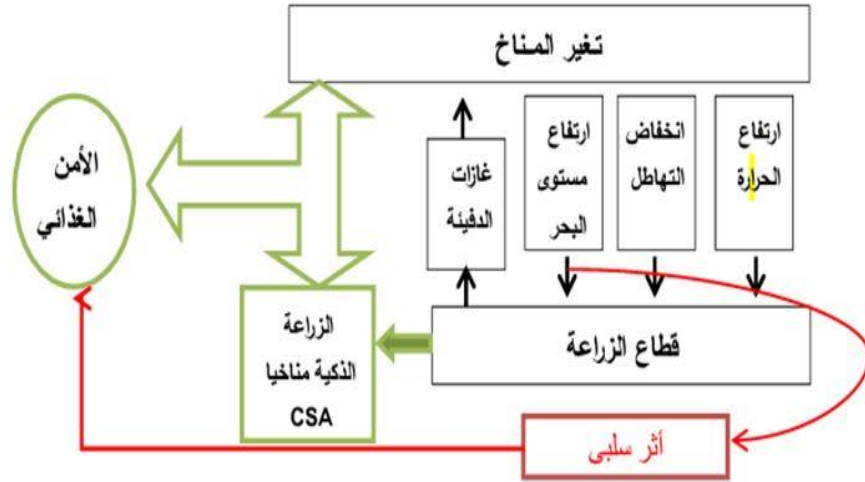 تغير المناخ
ارتفاع
الحرارة
انخفاض
التهاطل
ارتفاع
مستوى
البحر
غازات
الدفيئة
الأمن
الغذائي
قطاع الزراعة
الزراعة
الذكية مناخيا
CSA
أثر سلبى